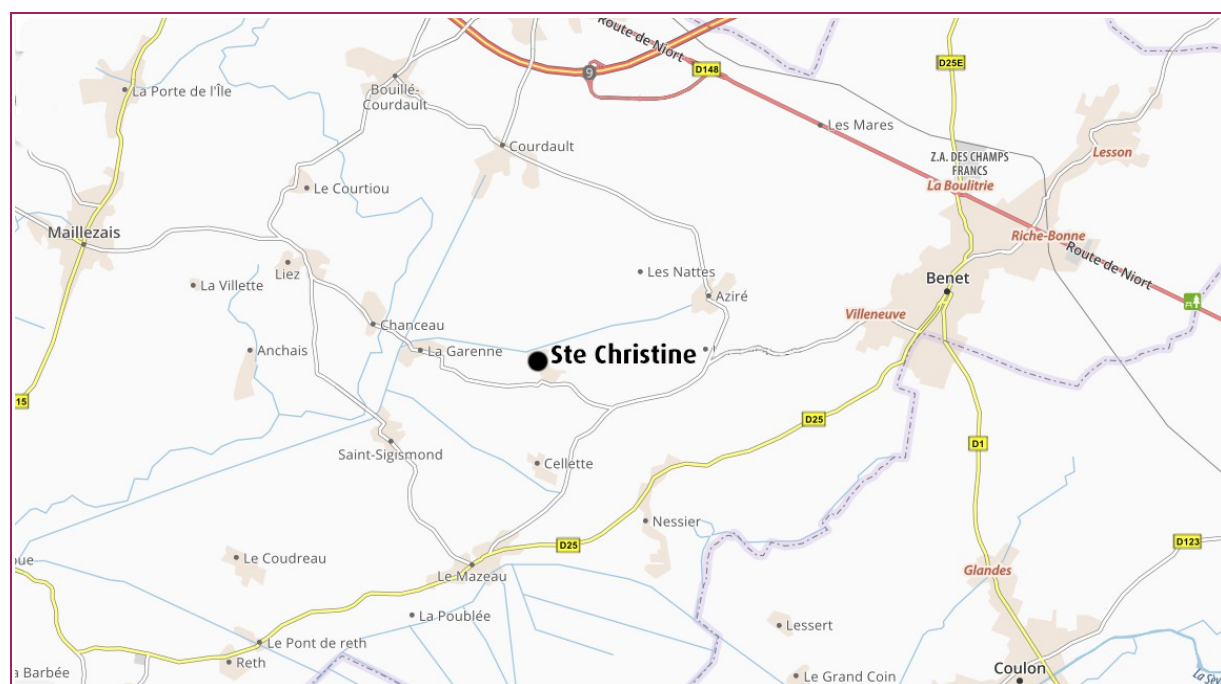 Route de Niort
D148
9
D25E
La Porte de l'Île
Bouillé-
Courdault
Les Mares
Courdault
Z.A. DES CHAMPS
FRANCS
Lesson
La Boulitrie
Le Courtiou
Maillezais
Riche-Bonne
Route de Niort
Liez
La Villette
Les Nattes
Benet
Aziré
Villeneuve
Chanceau
Anchais
La Garenne
Ste Christine
15
D25
D1
Saint-Sigismond
Cellette
Nessier
D25
D123
Le Coudreau
Le Mazeau
Glandes
La Poublée
Lessert
Le Pont de reth
Reth
a Barbée
Le Grand Coin
Coulon
La Sèv